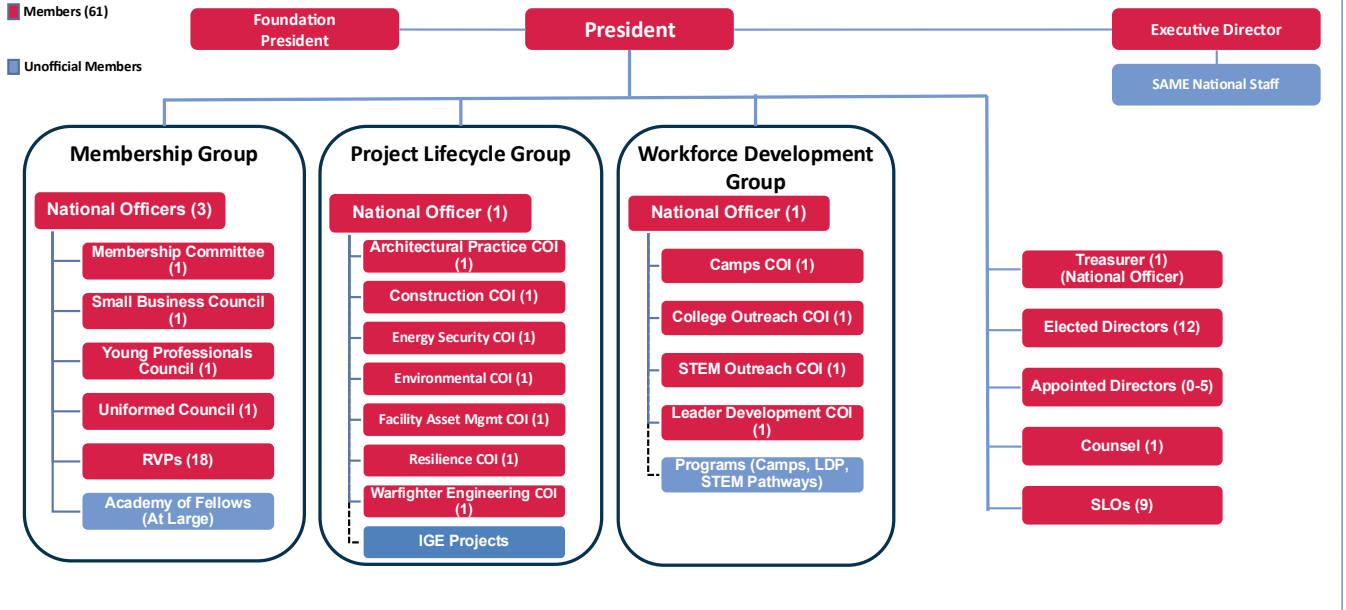 Members (61)
Unofficial Members
Foundation
President
President
Executive Director
SAME National Staff
Membership Group
National Officers (3)
Membership Committee
(1)
Small Business Council
(1)
Young Professionals
Council (1)
Uniformed Council (1)
RVPs (18)
Academy of Fellows
(At Large)
Project Lifecycle Group
National Officer (1)
Architectural Practice COI
(1)
Construction COI (1)
Energy Security COI (1)
Environmental COI (1)
Facility Asset Mgmt COI (1)
Resilience COI (1)
Warfighter Engineering COI
(1)
IGE Projects
Workforce Development
Group
National Officer (1)
Camps COI (1)
College Outreach COI (1)
STEM Outreach COI (1)
Leader Development COI
(1)
Programs (Camps, LDP,
STEM Pathways)
Treasurer (1)
(National Officer)
Elected Directors (12)
Appointed Directors (0-5)
Counsel (1)
SLOs (9)